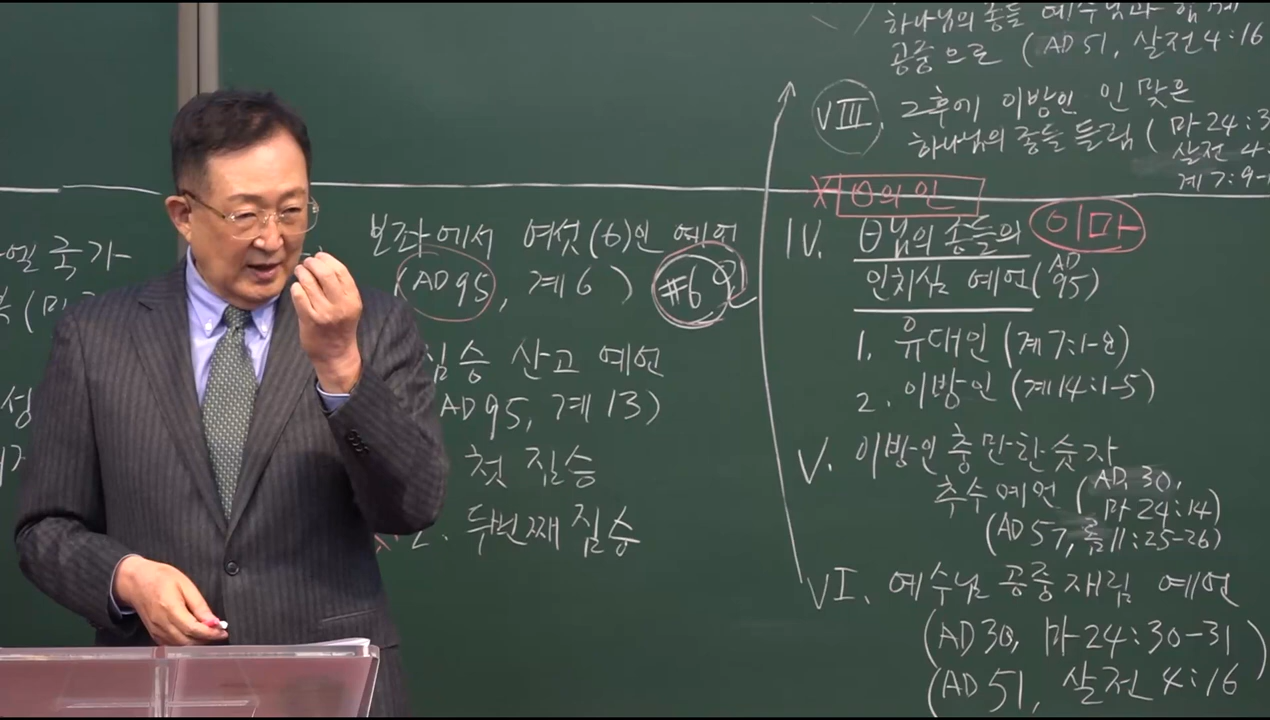 하나님의 종들 예수님과 함께
공중으로 (AD 51, 살전 4:16
VIII 그후에 이방인 인 맞은
하나님의 종들 들림 (마 24:3
살전 4:
계 7:9-1
X θ의 인
IV. θ님의 종들의 이마
인치심 예언 (AD 95)
1. 유대인 (계 7:1-8)
2. 이방인 (계 14:1-5)
V. 이방인 충만한 숫자
추수 예언 (AD, 30, 마 24:14)
(AD 57, 롬 11:25-26)
VI. 예수님 공중 재림 예언
(AD 30, 마 24:30-31)
(AD 51, 살전 4:16
보좌에서 여섯(6)인 예언
(AD 95, 계 6) #6
짐승 산고 예언
AD 95, 계 13)
첫 짐승
2. 두번째 짐승
엘 국가